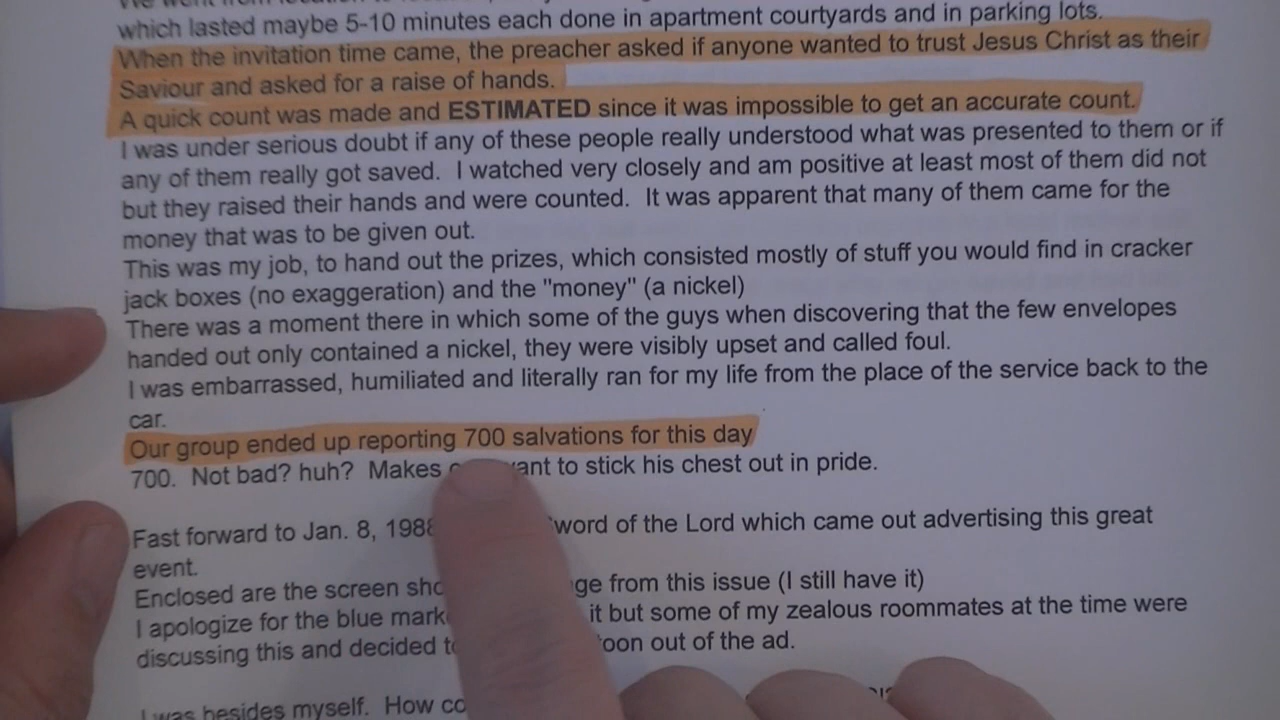 which lasted maybe 5-10 minutes each done in apartment courtyards and in parking lots.
When the invitation time came, the preacher asked if anyone wanted to trust Jesus Christ as their
Saviour and asked for a raise of hands.
A quick count was made and ESTIMATED since it was impossible to get an accurate count.
I was under serious doubt if any of these people really understood what was presented to them or if
any of them really got saved. I watched very closely and am positive at least most of them did not
but they raised their hands and were counted. It was apparent that many of them came for the
money that was to be given out.
This was my job, to hand out the prizes, which consisted mostly of stuff you would find in cracker
jack boxes (no exaggeration) and the "money" (a nickel)
There was a moment there in which some of the guys when discovering that the few envelopes
handed out only contained a nickel, they were visibly upset and called foul.
I was embarrassed, humiliated and literally ran for my life from the place of the service back to the
car.
Our group ended up reporting 700 salvations for this day
700. Not bad? huh? Makes want to stick his chest out in pride.
Fast forward to Jan. 8, 1988 of the Lord which came out advertising this great
event.
Enclosed are the screen from this issue (I still have it)
I apologize for the blue it but some of my zealous roommates at the time were
discussing this and decided out of the ad.
I was besides myself. How